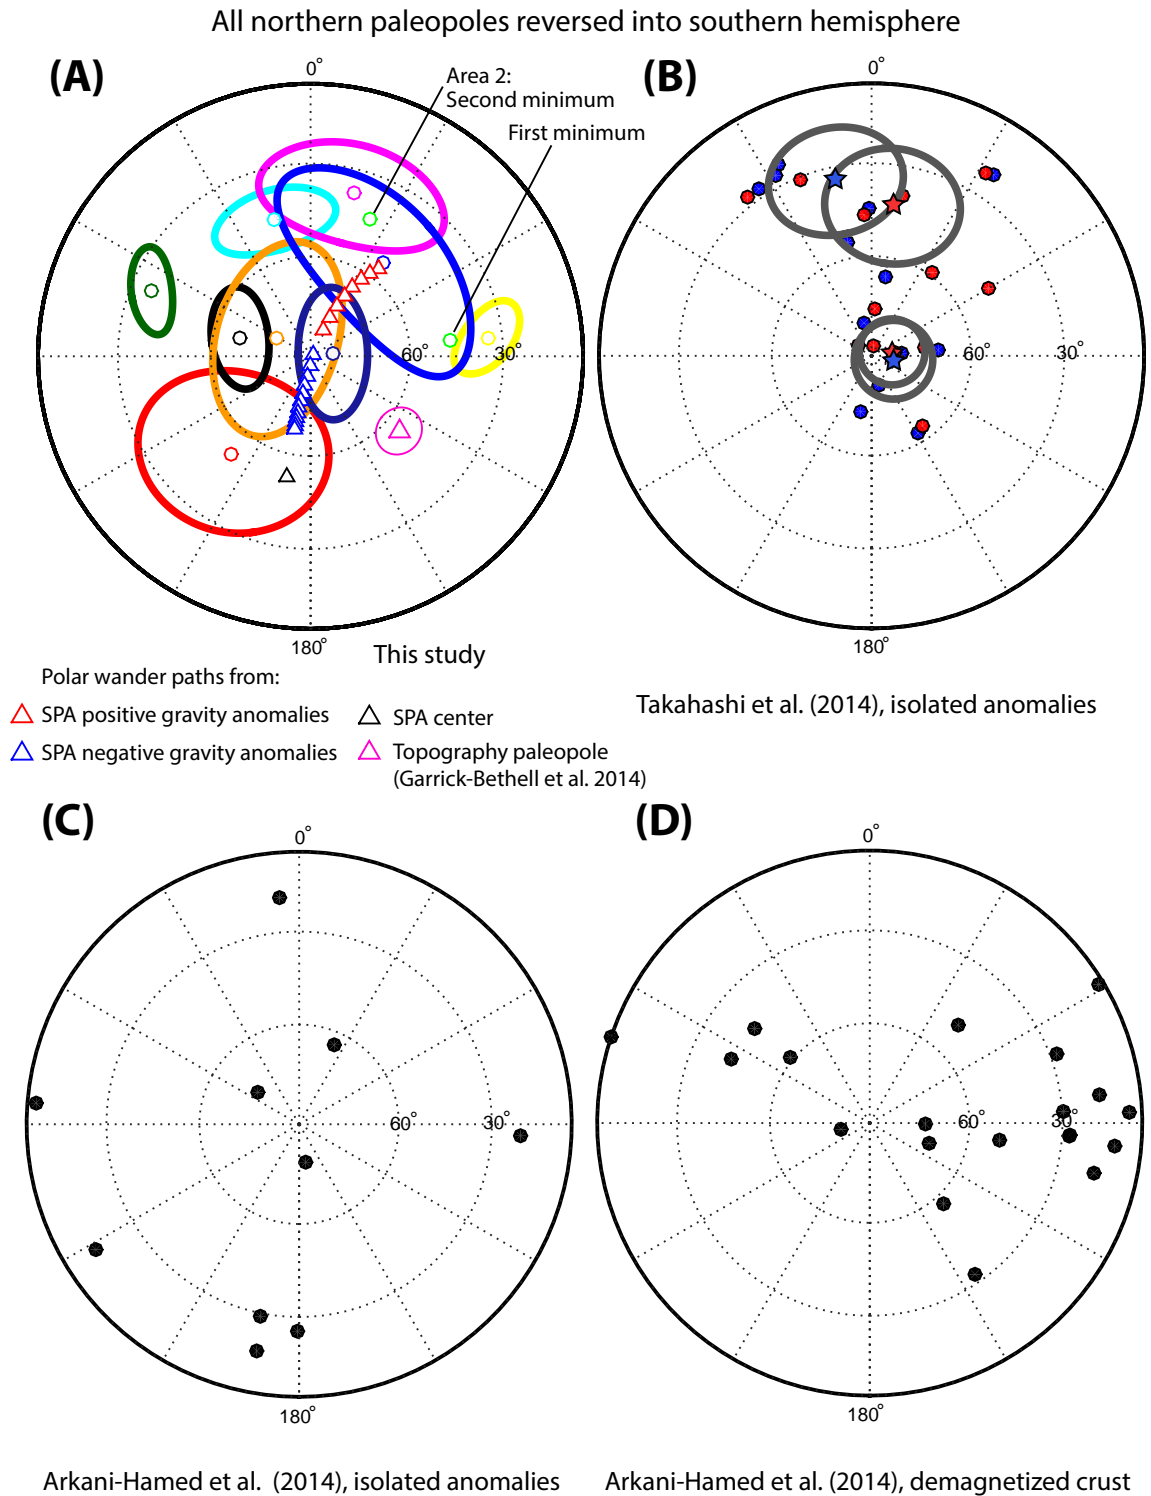 All northern paleopoles reversed into southern hemisphere
(A)
0°
Area 2:
Second minimum
First minimum
60°
30°
180°
This study
(B)
0°
60°
30°
180°
Takahashi et al. (2014), isolated anomalies
Polar wander paths from:
SPA positive gravity anomalies
SPA negative gravity anomalies
SPA center
Topography paleopole
(Garrick-Bethell et al. 2014)
(C)
0°
60°
30°
180°
Arkani-Hamed et al. (2014), isolated anomalies
(D)
0°
60°
30°
180°
Arkani-Hamed et al. (2014), demagnetized crust